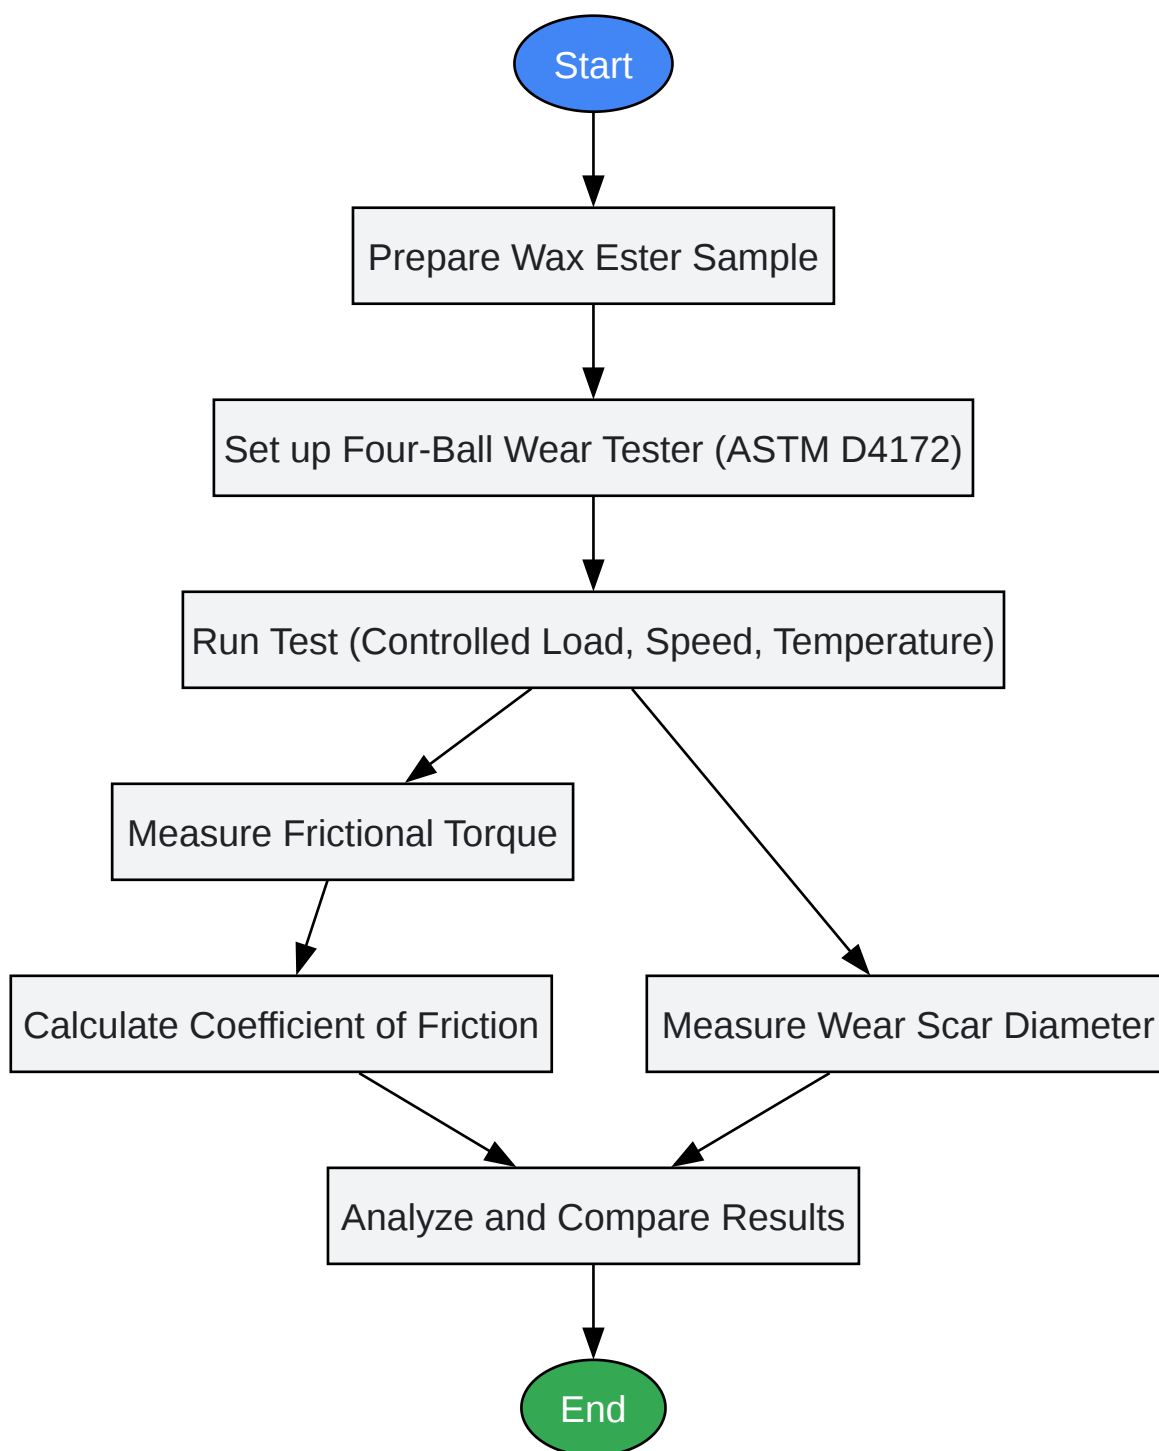 Start
Prepare Wax Ester Sample
Set up Four-Ball Wear Tester (ASTM D4172)
Run Test (Controlled Load, Speed, Temperature)
Measure Frictional Torque
Calculate Coefficient of Friction
Measure Wear Scar Diameter
Analyze and Compare Results
End